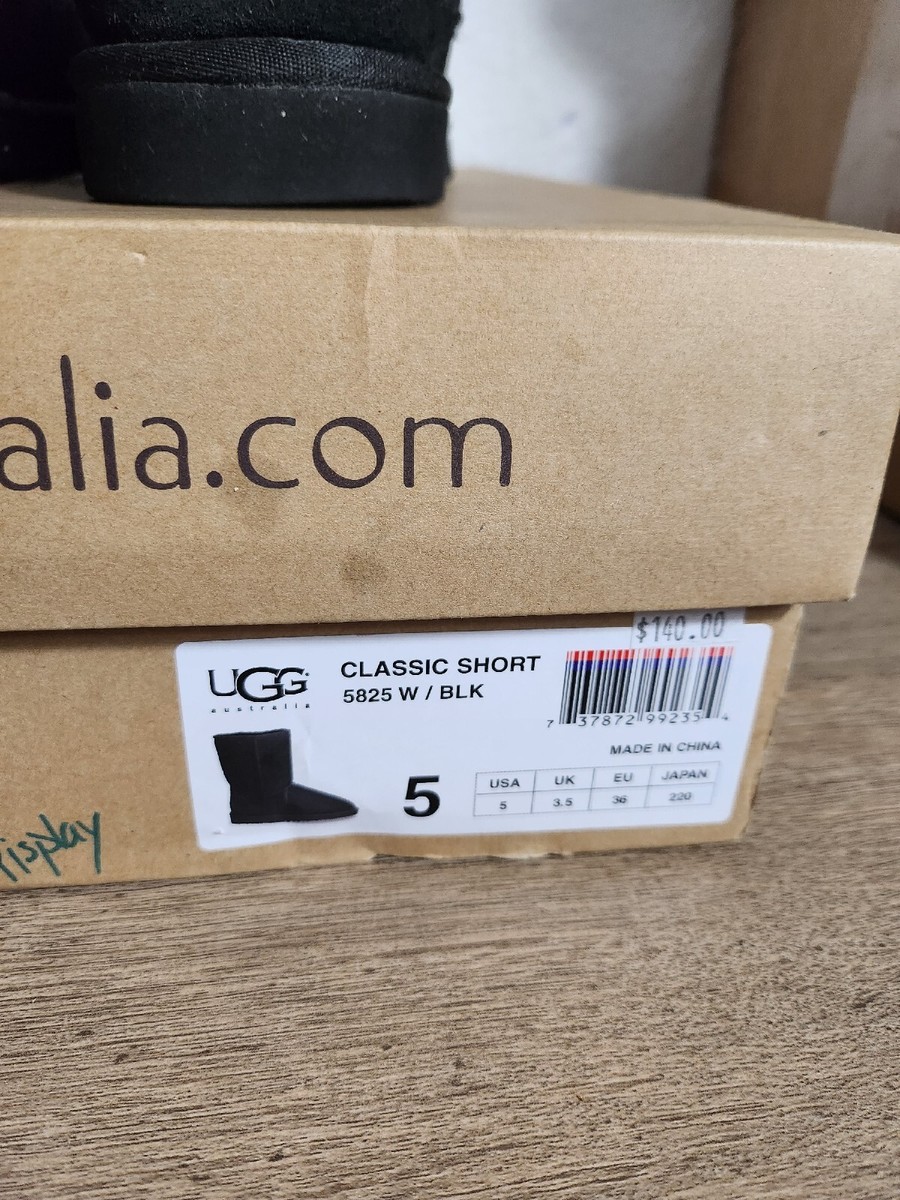 alia.com
$140.00
UGG
australia
CLASSIC SHORT
5825 W / BLK
7 37872 99235 4
MADE IN CHINA
5
USA UK EU JAPAN
5 3.5 36 220
Display